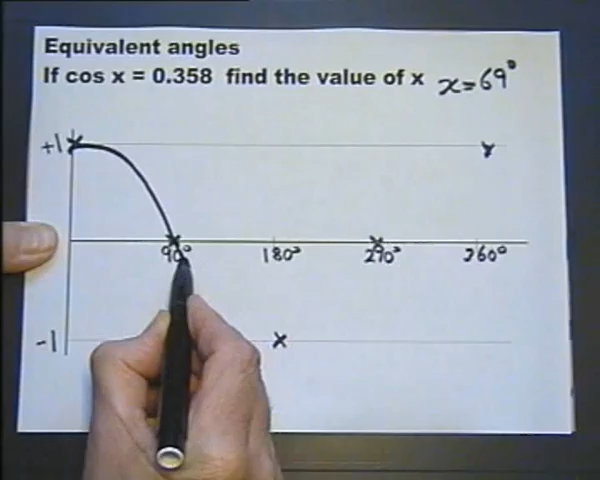 Equivalent angles
If cos x = 0.358 find the value of x x=69°
+1
90° 180° 270° 360°
-1